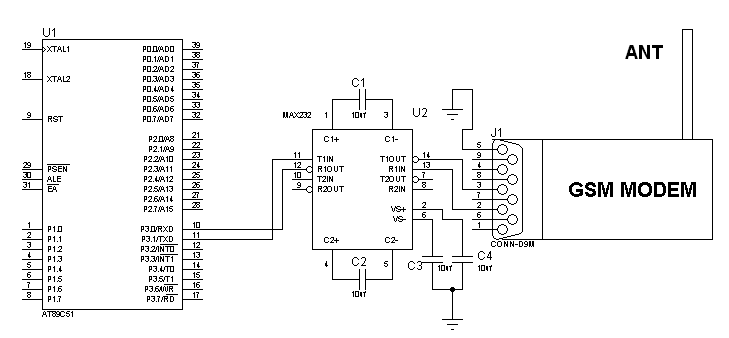 U1
19 XTAL1 P0.0/AD0 39
P0.1/AD1 38
P0.2/AD2 37
18 XTAL2 P0.3/AD3 36
P0.4/AD4 35
P0.5/AD5 34
P0.6/AD6 33
9 RST P0.7/AD7 32
P2.0/A8 21
P2.1/A9 22
P2.2/A10 23
29 PSEN P2.3/A11 24
30 ALE P2.4/A12 25
31 EA P2.5/A13 26
P2.6/A14 27
P2.7/A15 28
1 P1.0 P3.0/RXD 10
2 P1.1 P3.1/TXD 11
3 P1.2 P3.2/INT0 12
4 P1.3 P3.3/INT1 13
5 P1.4 P3.4/T0 14
6 P1.5 P3.5/T1 15
7 P1.6 P3.6/WR 16
8 P1.7 P3.7/RD 17
AT89C51
C1
10uf
MAX232 1 3 U2
C1+ C1-
11 T1IN T1OUT 14
12 R1OUT R1IN 13
10 T2IN T2OUT 7
9 R2OUT R2IN 8
VS+ 2
VS- 6
C2+ C2-
4 C2 5
10uf
C3 10uf
C4 10uf
J1
5
9
4
8
3
7
2
6
1
CONN-D9M
ANT
GSM MODEM